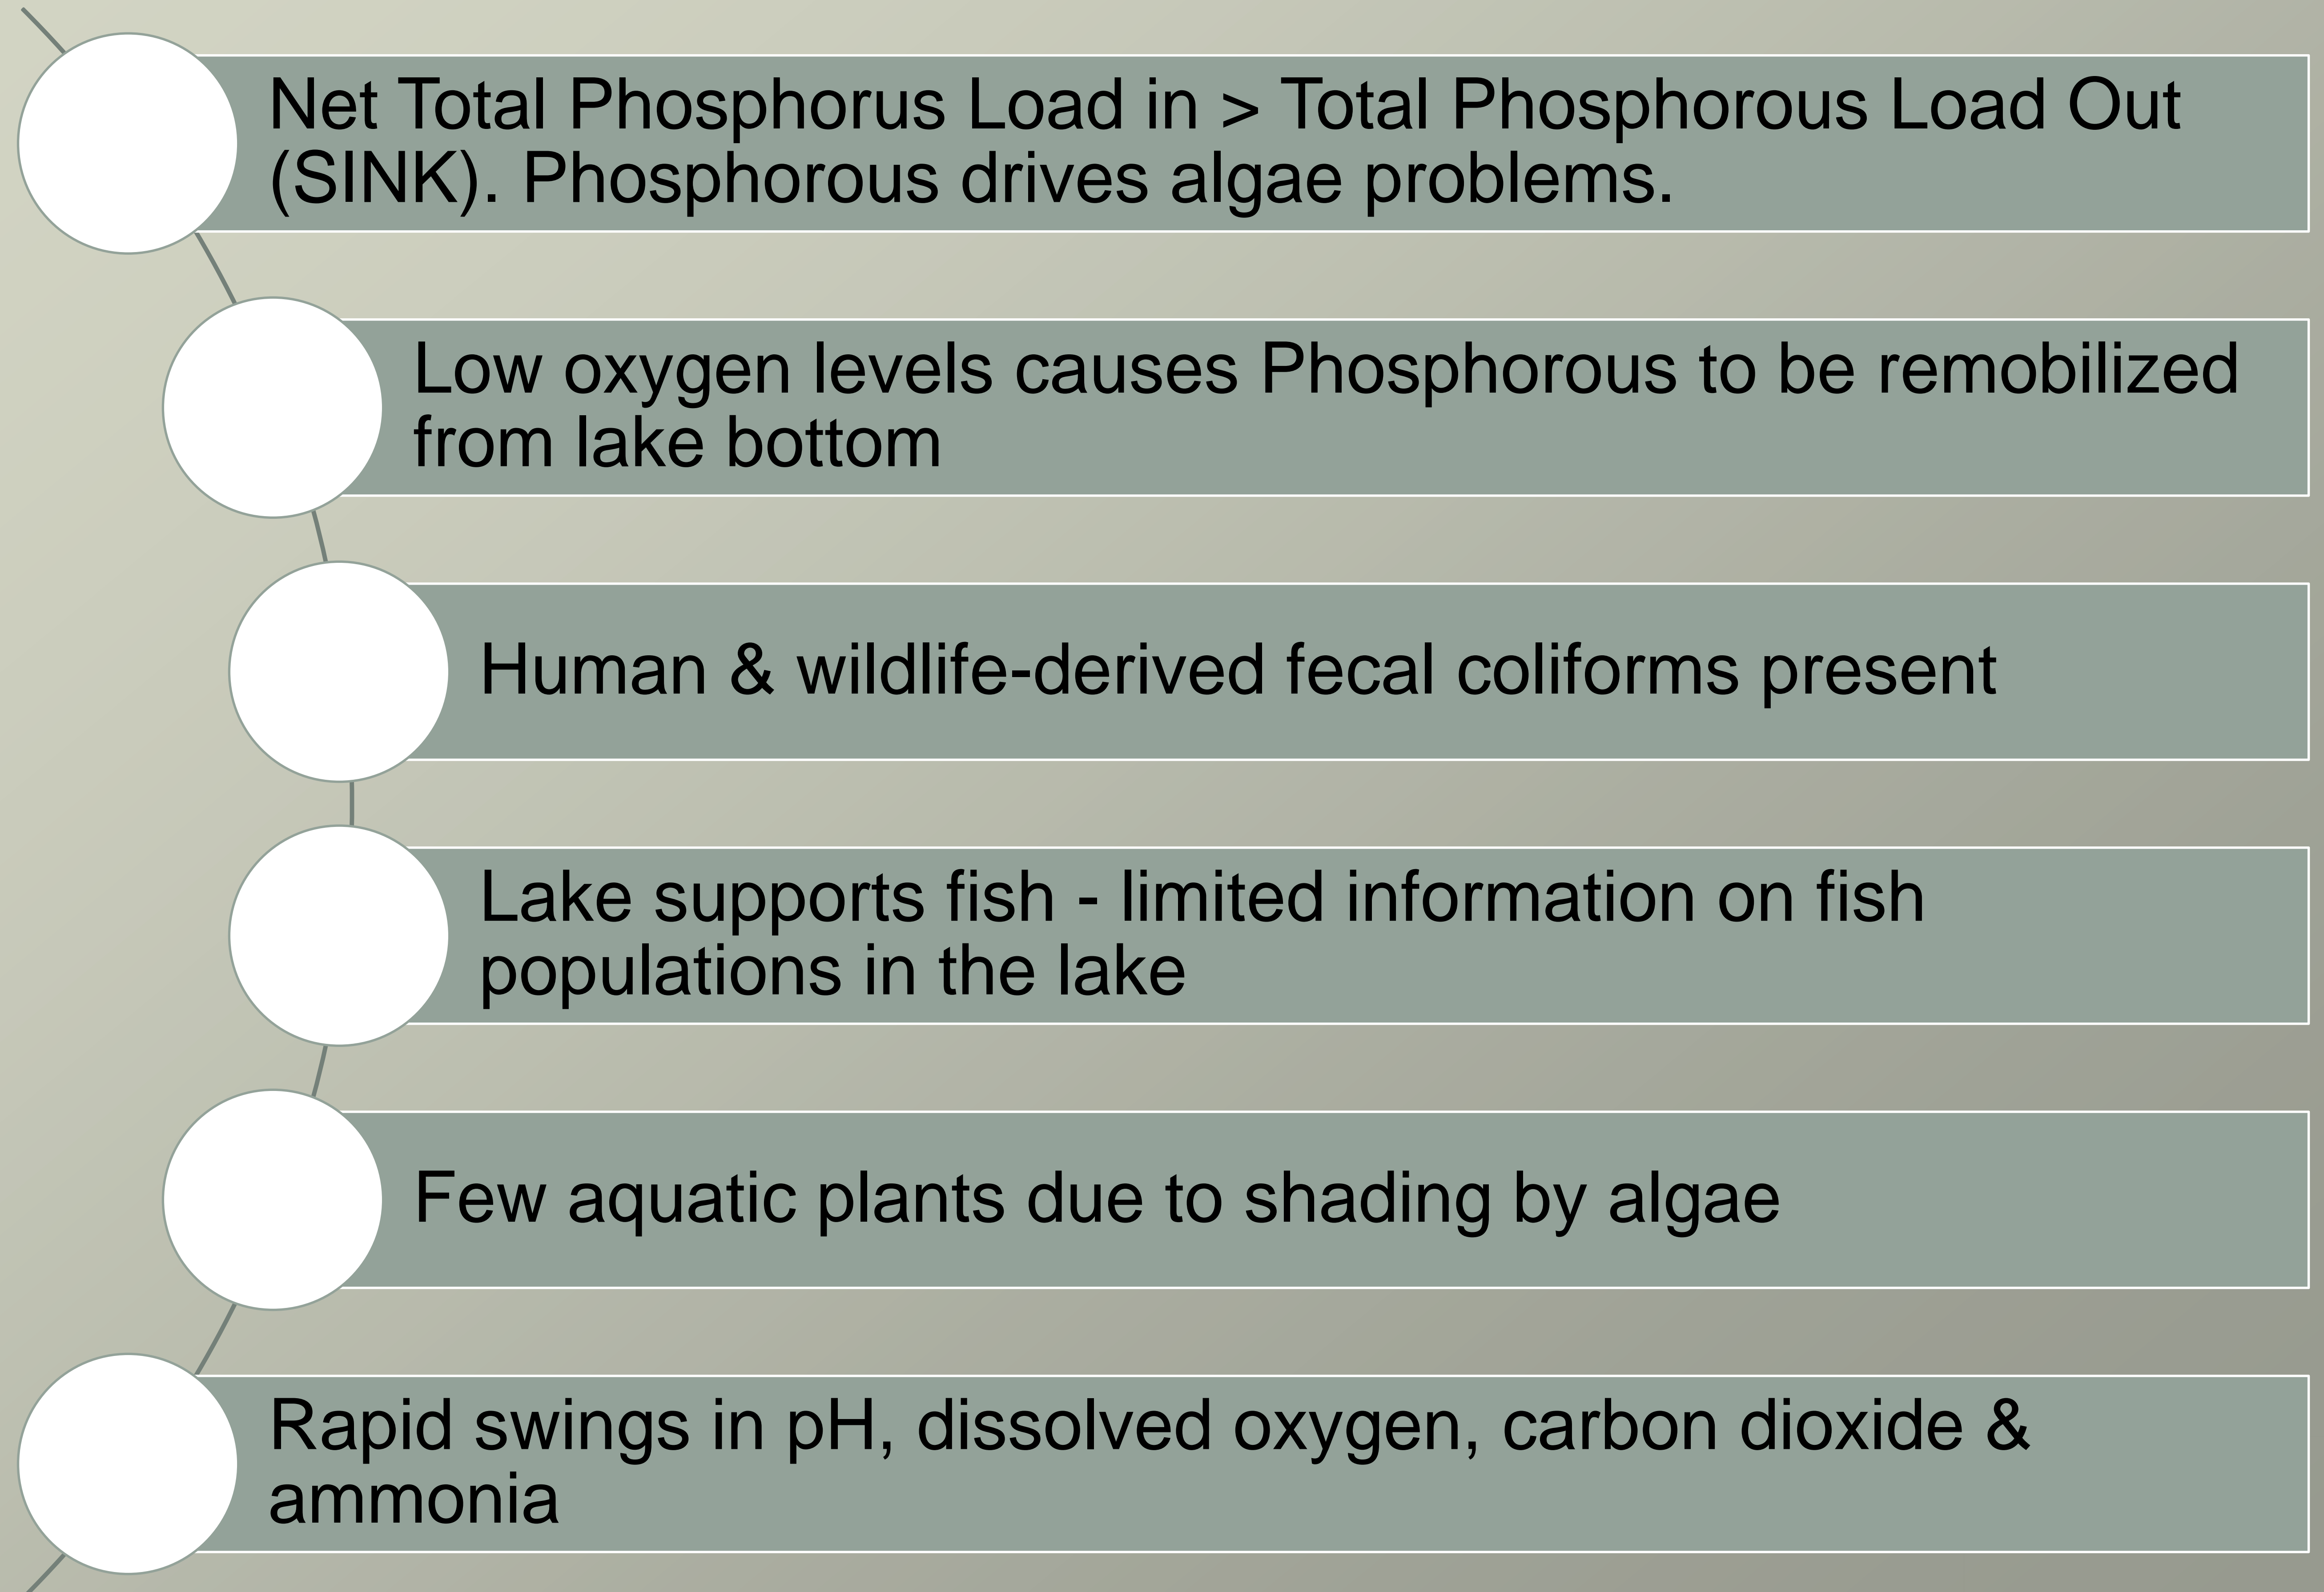 Net Total Phosphorus Load in > Total Phosphorous Load Out
(SINK). Phosphorous drives algae problems.
Low oxygen levels causes Phosphorous to be remobilized
from lake bottom
Human & wildlife-derived fecal coliforms present
Lake supports fish - limited information on fish
populations in the lake
Few aquatic plants due to shading by algae
Rapid swings in pH, dissolved oxygen, carbon dioxide &
ammonia